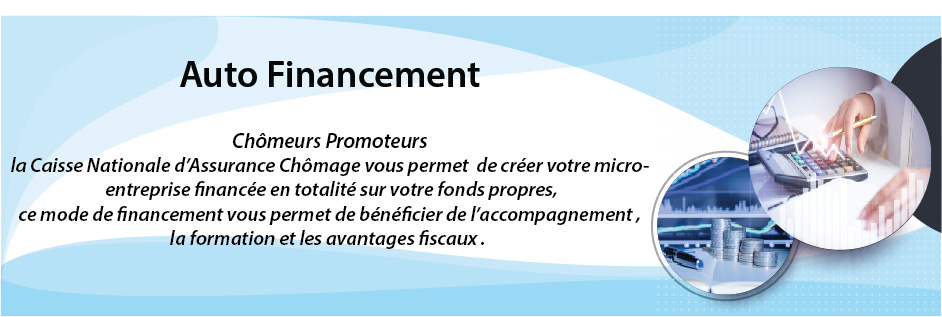 Auto Financement
Chômeurs Promoteurs
la Caisse Nationale d'Assurance Chômage vous permet de créer votre micro-
entreprise financée en totalité sur votre fonds propres,
ce mode de financement vous permet de bénéficier de l'accompagnement ,
la formation et les avantages fiscaux .